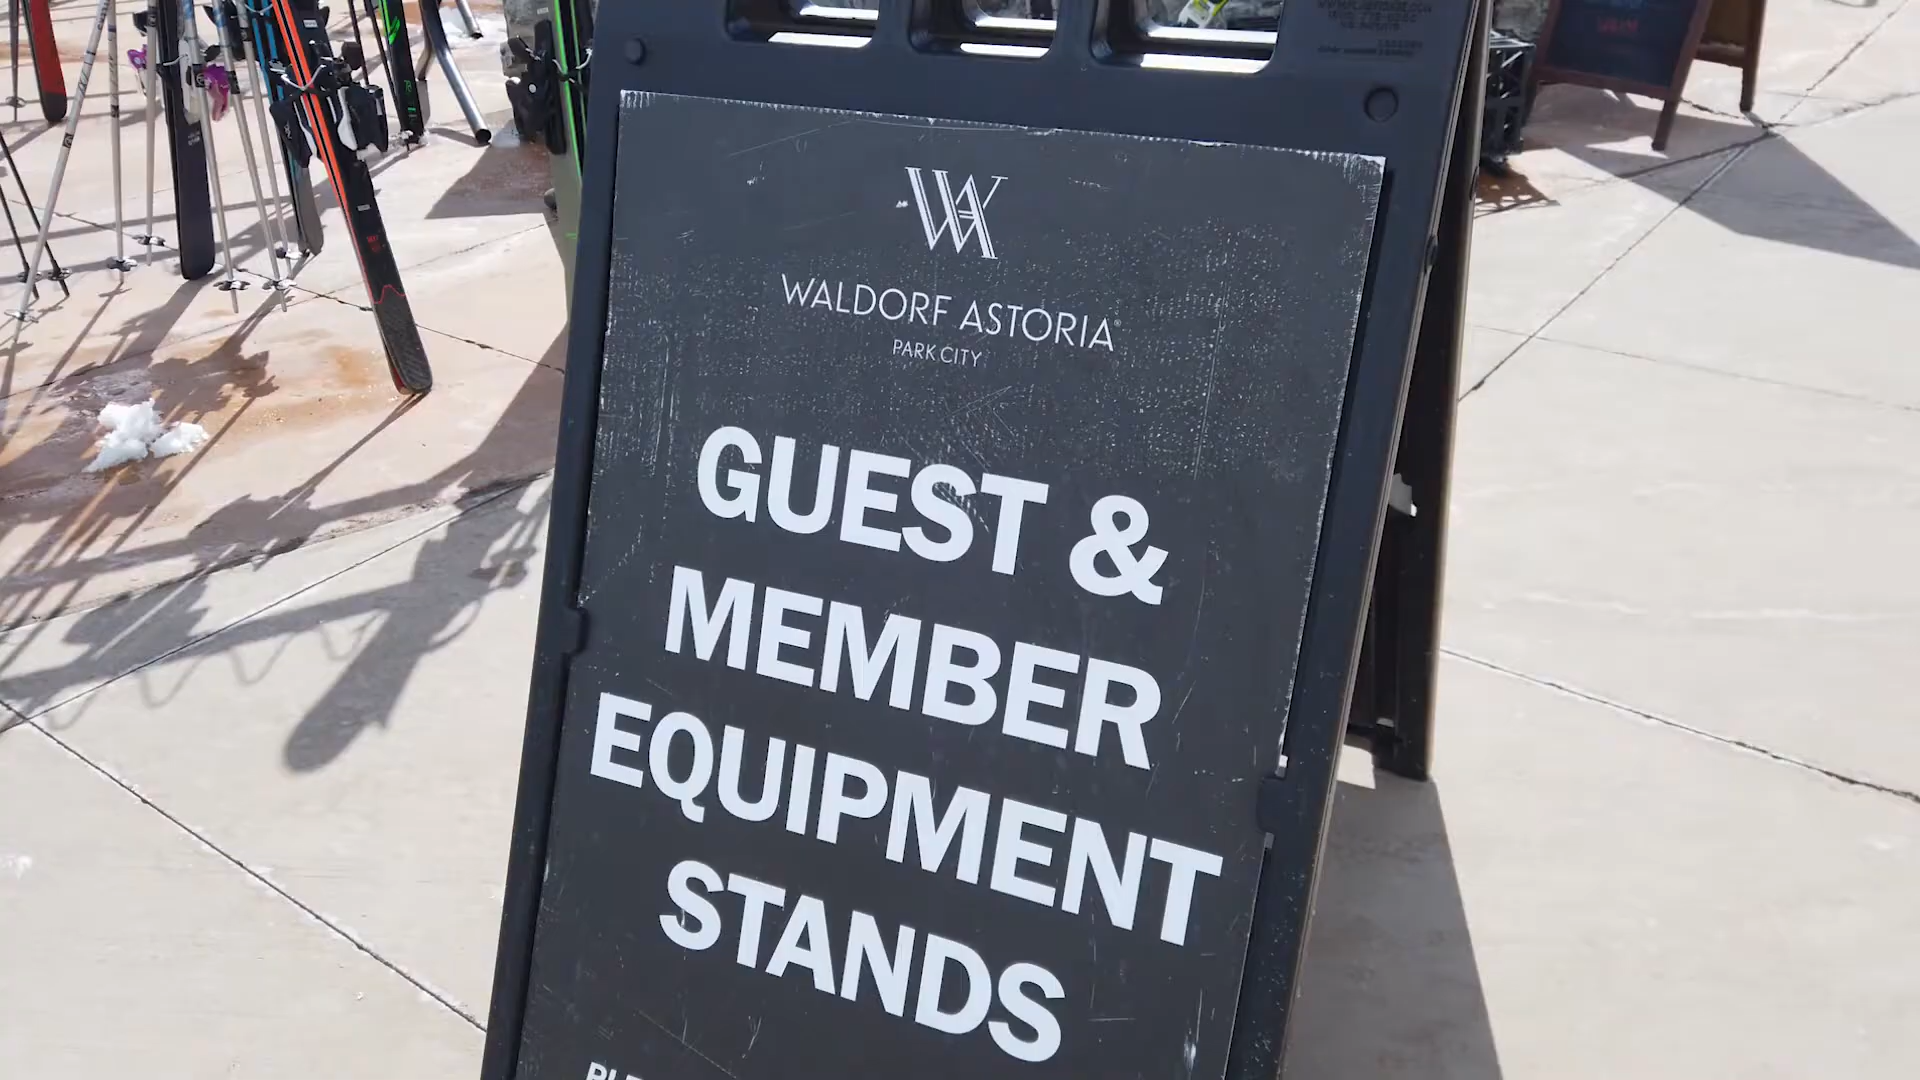 WALDORF ASTORIA
PARK CITY
GUEST &
MEMBER
EQUIPMENT
STANDS